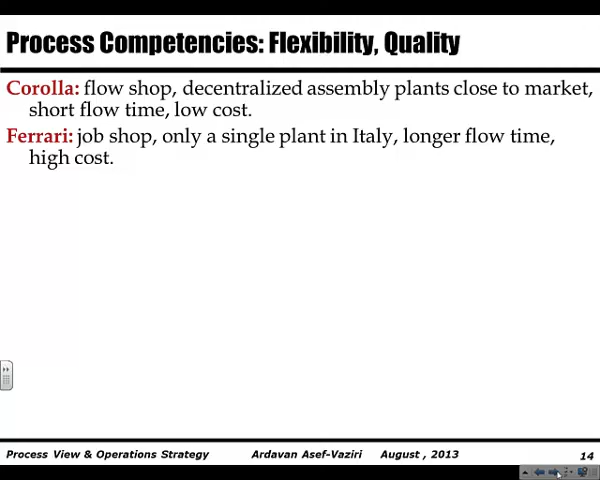 Process Competencies: Flexibility, Quality
Corolla: flow shop, decentralized assembly plants close to market,
short flow time, low cost.
Ferrari: job shop, only a single plant in Italy, longer flow time,
high cost.
Process View & Operations Strategy Ardavan Asef-Vaziri August , 2013 14